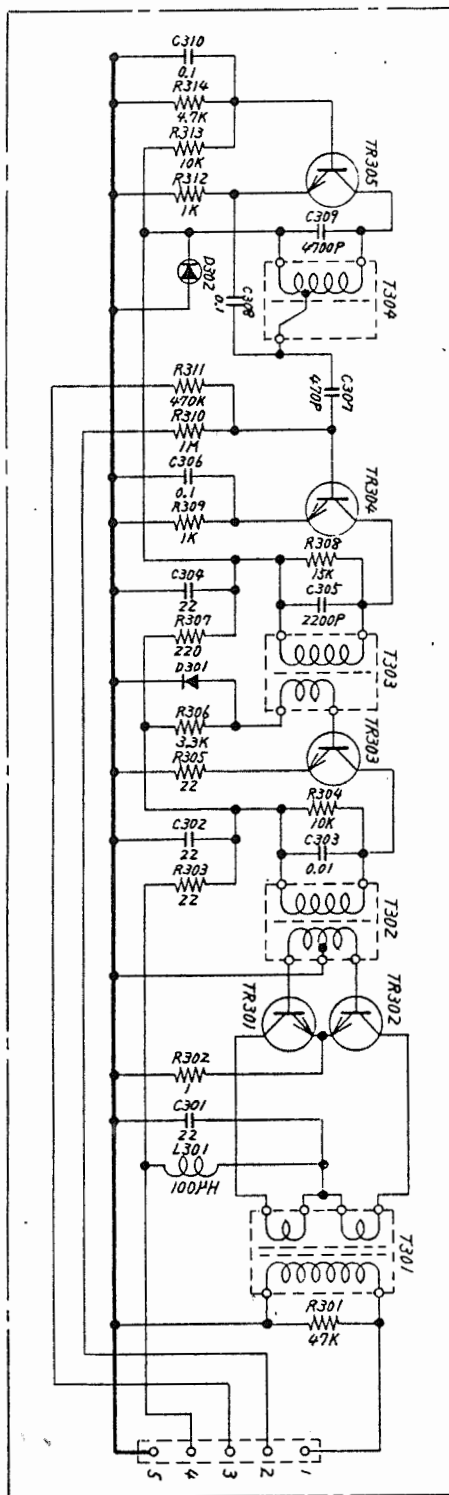 C310
0.1
R314
4.7K
R313
10K
R312
1K
TR305
C309
4700P
D302
C308
0.1
T304
R311
470K
R310
1M
C307
470P
C306
0.1
R309
1K
TR304
R308
15K
C304
22
C305
2200P
R307
220
D301
T303
R306
3.3K
R305
22
TR303
R304
10K
C302
22
C303
0.01
R303
22
T302
TR301
TR302
R302
1
C301
22
L301
100μH
T301
R301
47K
5
4
3
2
1